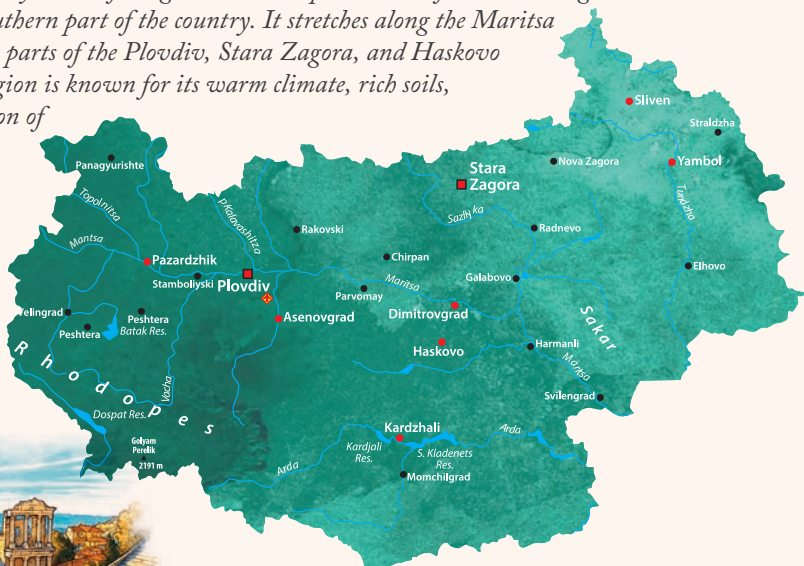 uthern part of the country. It stretches along the Maritsa
parts of the Plovdiv, Stara Zagora, and Haskovo
gion is known for its warm climate, rich soils,
on of
Sliven
Straldzha
Panagyurishte
Stara
Zagora
Nova Zagora
Yambol
Topolnitsa
p Kalovashitza
Sazlyka
Tundzha
Mantsa
Rakovski
Radnevo
Pazardzhik
Chirpan
Elhovo
Stamboliyski
Plovdiv
Maritsa
Galabovo
Parvomay
Velingrad
Peshtera
Peshtera
Batak Res.
Asenovgrad
Dimitrovgrad
Sakar
Haskovo
Harmanli
Maritsa
Rhodopes
Vacha
Svilengrad
Dospat Res.
Kardzhali
Arda
Golyam
Perelik
2191 m
Kardjali
Res.
S. Kladenets
Res.
Arda
Momchilgrad